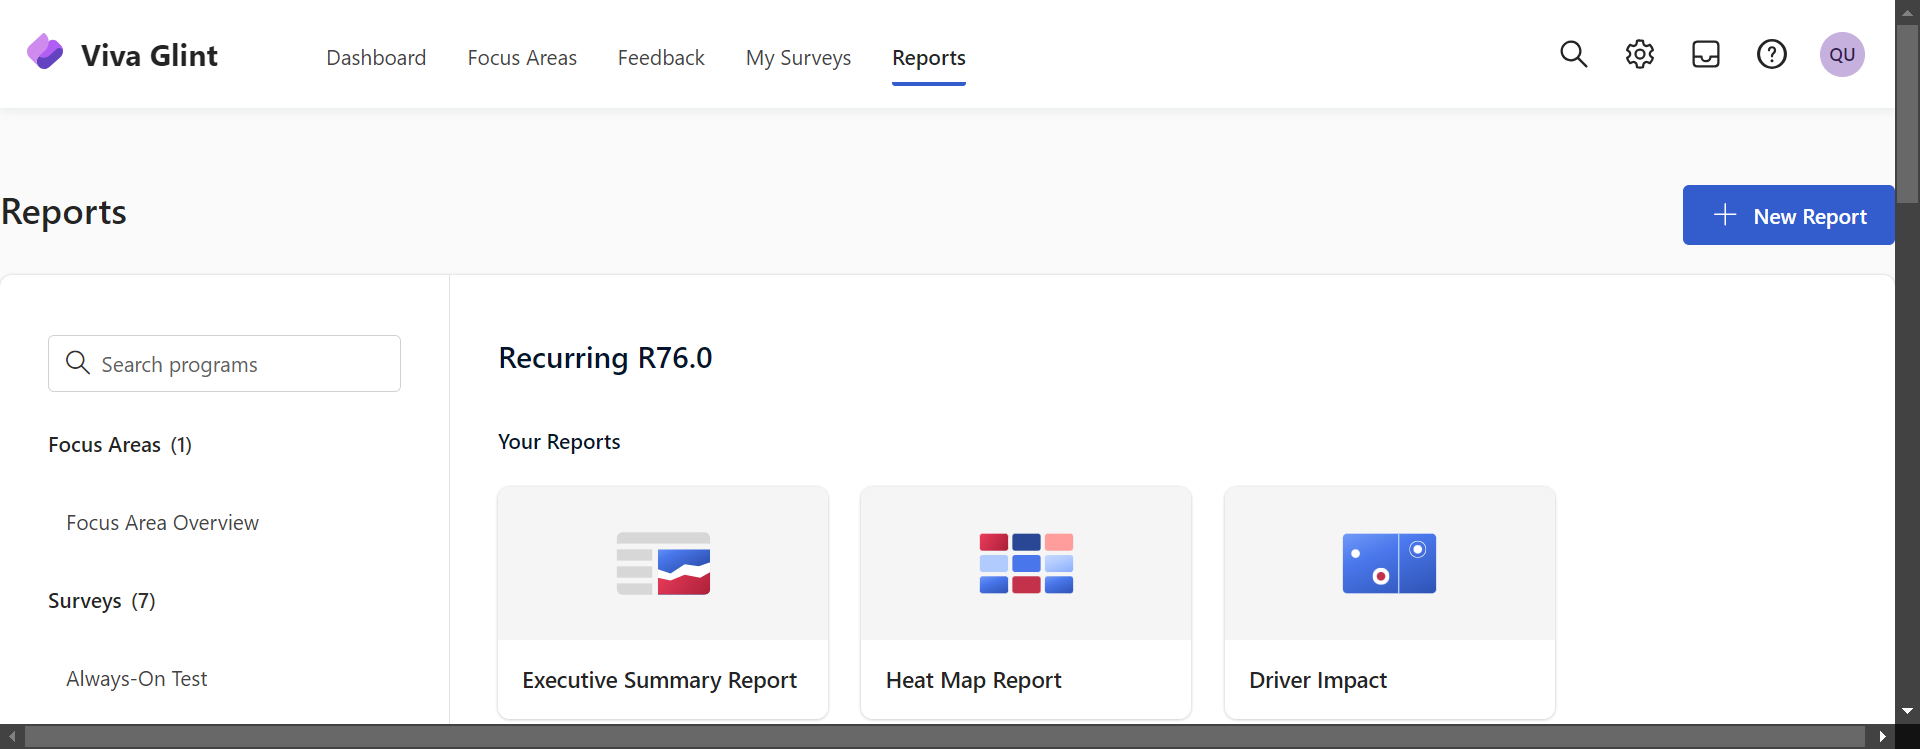 Viva Glint
Dashboard
Focus Areas
Feedback
My Surveys
Reports
QU
Reports
New Report
Search programs
Focus Areas (1)
Focus Area Overview
Surveys (7)
Always-On Test
Recurring R76.0
Your Reports
Executive Summary Report
Heat Map Report
Driver Impact